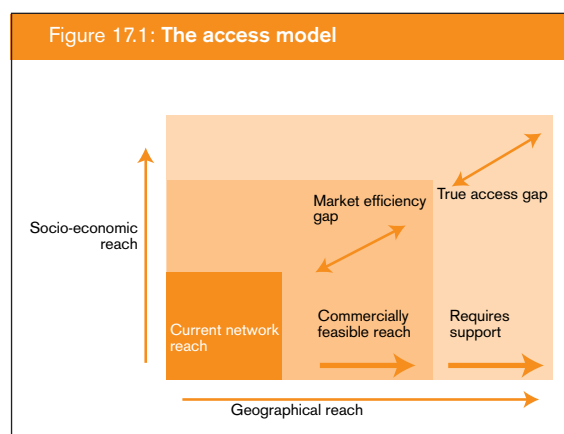 Figure 17.1: The access model
Market efficiency
gap
True access gap
Socio-economic
reach
Current network
reach
Commercially
feasible reach
Requires
support
Geographical reach